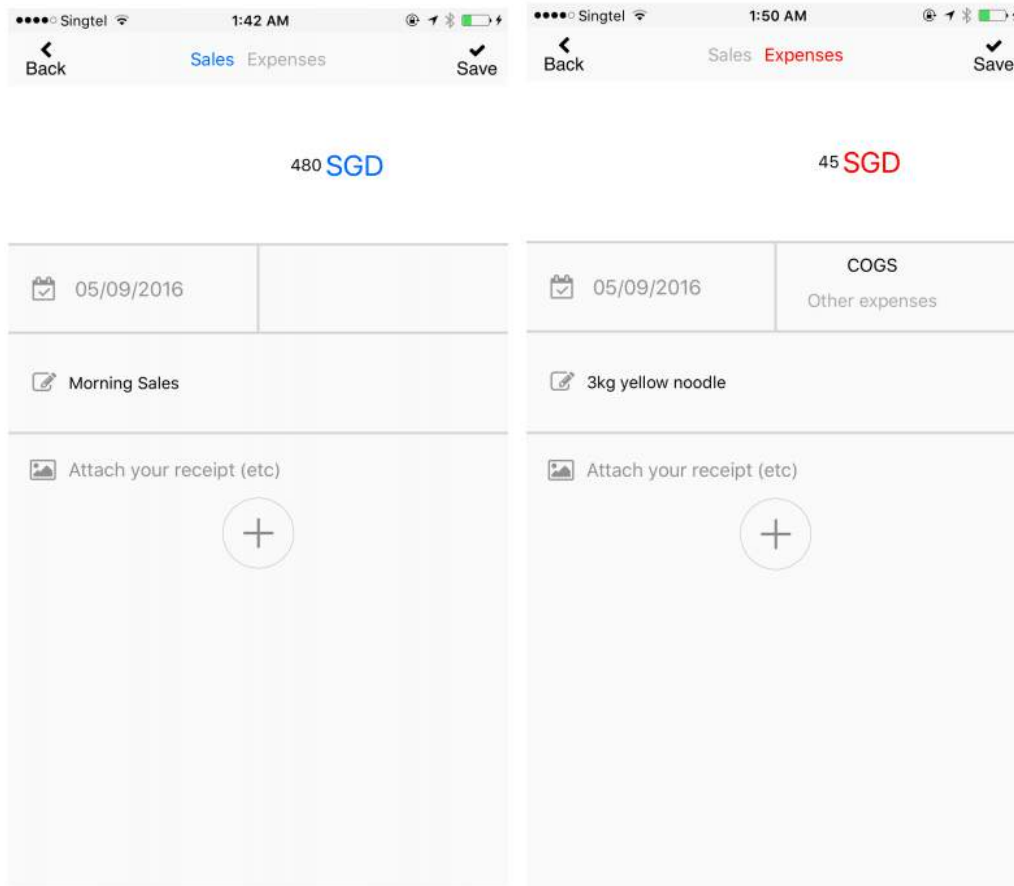 Singtel 1:42 AM
Back Sales Expenses Save
480 SGD
05/09/2016
Morning Sales
Attach your receipt (etc)
Singtel 1:50 AM
Back Sales Expenses Save
45 SGD
05/09/2016
COGS
Other expenses
3kg yellow noodle
Attach your receipt (etc)